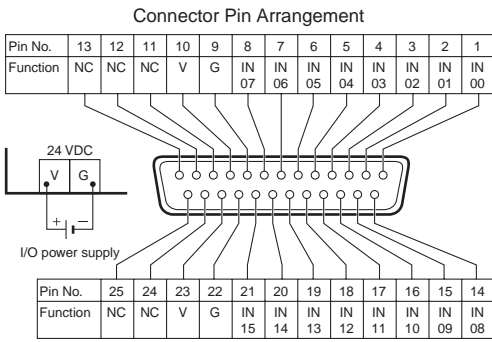 Connector Pin Arrangement
Pin No. 13 12 11 10 9 8 7 6 5 4 3 2 1
Function NC NC NC V G IN 07 IN 06 IN 05 IN 04 IN 03 IN 02 IN 01 IN 00
24 VDC
V G
+ −
I/O power supply
Pin No. 25 24 23 22 21 20 19 18 17 16 15 14
Function NC NC V G IN 15 IN 14 IN 13 IN 12 IN 11 IN 10 IN 09 IN 08